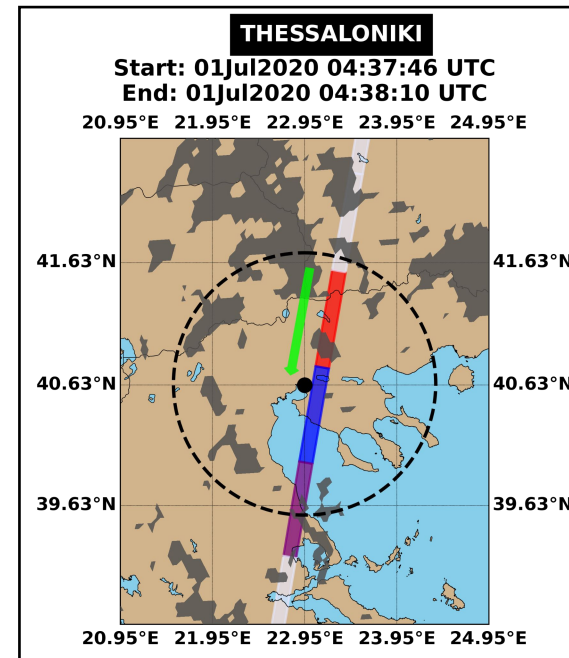 THESSALONIKI
Start: 01Jul2020 04:37:46 UTC
End: 01Jul2020 04:38:10 UTC
20.95°E 21.95°E 22.95°E 23.95°E 24.95°E
41.63°N 41.63°N
40.63°N 40.63°N
39.63°N 39.63°N
20.95°E 21.95°E 22.95°E 23.95°E 24.95°E